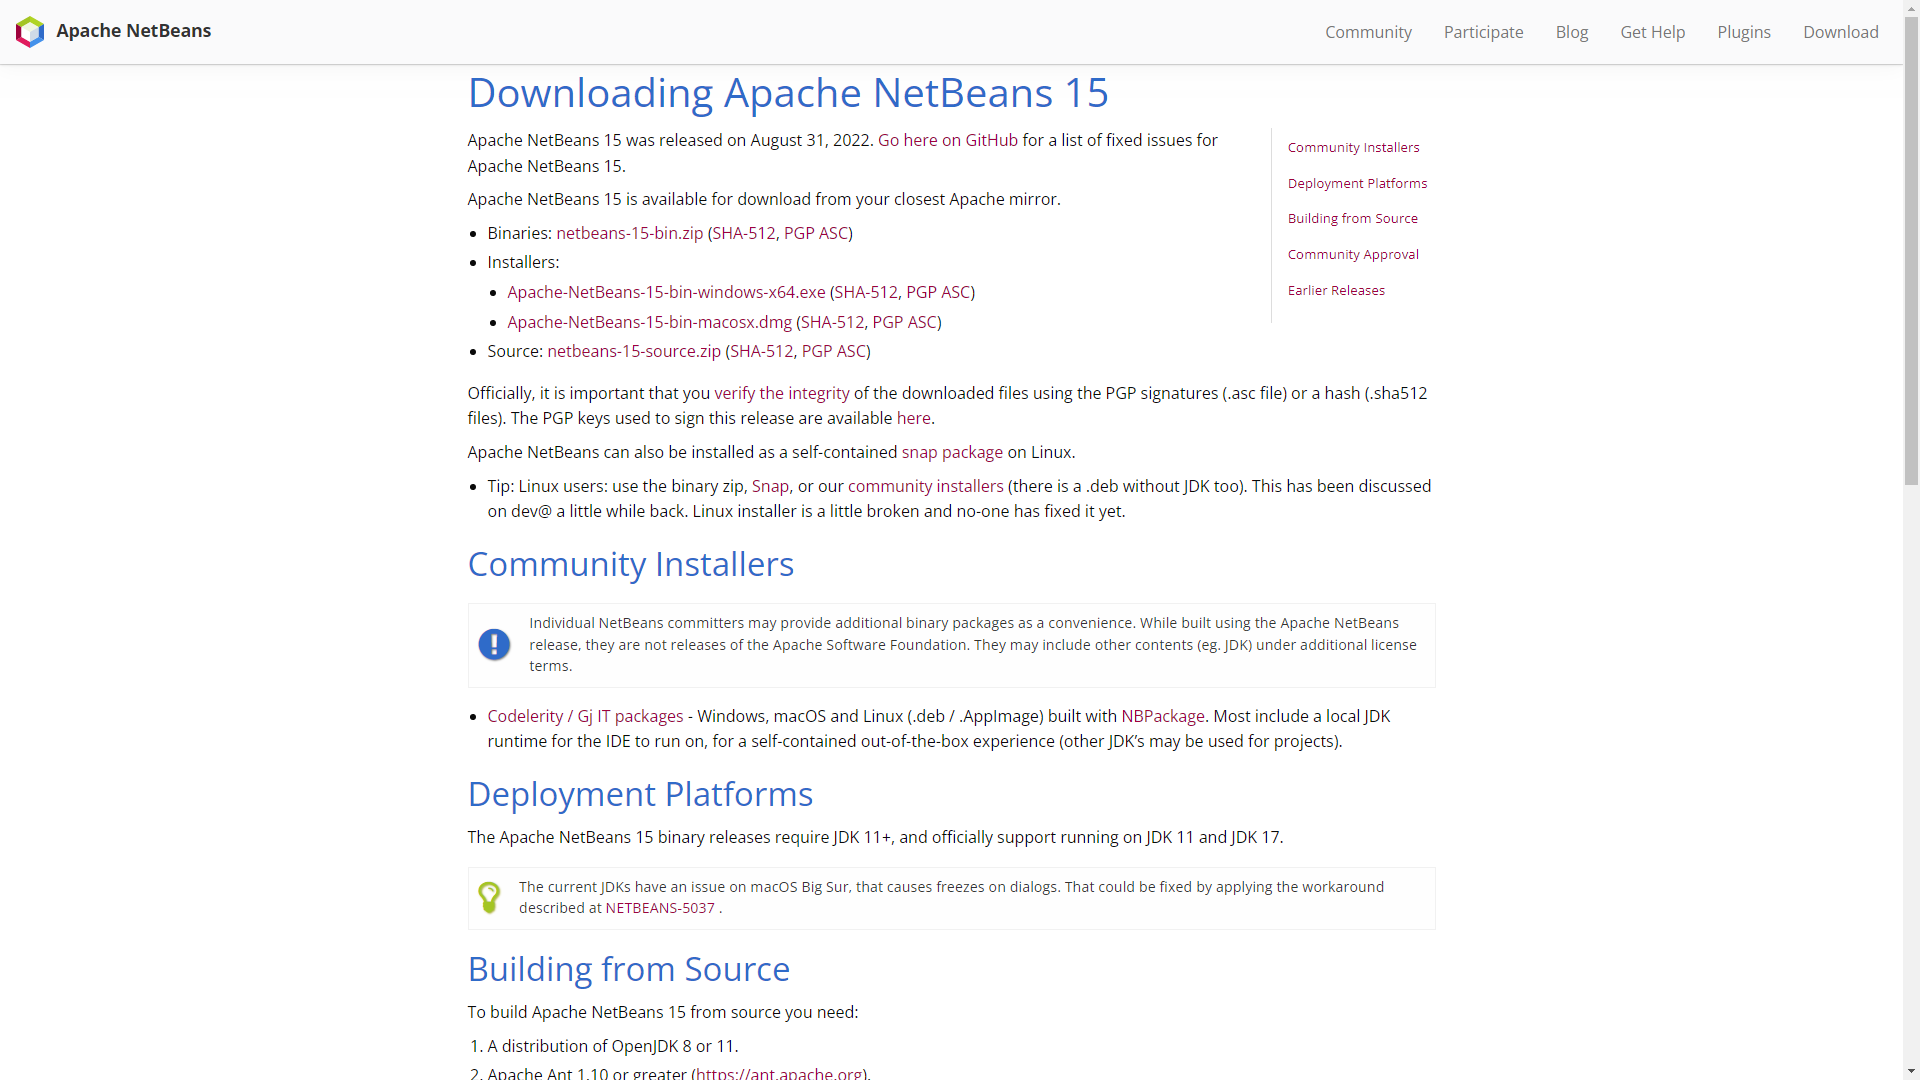 Apache NetBeans
Community Participate Blog Get Help Plugins Download
Downloading Apache NetBeans 15
Apache NetBeans 15 was released on August 31, 2022. Go here on GitHub for a list of fixed issues for
Apache NetBeans 15.
Apache NetBeans 15 is available for download from your closest Apache mirror.
Binaries: netbeans-15-bin.zip (SHA-512, PGP ASC)
Installers:
Apache-NetBeans-15-bin-windows-x64.exe (SHA-512, PGP ASC)
Apache-NetBeans-15-bin-macosx.dmg (SHA-512, PGP ASC)
Source: netbeans-15-source.zip (SHA-512, PGP ASC)
Community Installers
Deployment Platforms
Building from Source
Community Approval
Earlier Releases
Officially, it is important that you verify the integrity of the downloaded files using the PGP signatures (.asc file) or a hash (.sha512
files). The PGP keys used to sign this release are available here.
Apache NetBeans can also be installed as a self-contained snap package on Linux.
Tip: Linux users: use the binary zip, Snap, or our community installers (there is a .deb without JDK too). This has been discussed
on dev@ a little while back. Linux installer is a little broken and no-one has fixed it yet.
Community Installers
Individual NetBeans committers may provide additional binary packages as a convenience. While built using the Apache NetBeans
release, they are not releases of the Apache Software Foundation. They may include other contents (eg. JDK) under additional license
terms.
Codelerity / Gj IT packages - Windows, macOS and Linux (.deb / .AppImage) built with NBPackage. Most include a local JDK
runtime for the IDE to run on, for a self-contained out-of-the-box experience (other JDK’s may be used for projects).
Deployment Platforms
The Apache NetBeans 15 binary releases require JDK 11+, and officially support running on JDK 11 and JDK 17.
The current JDKs have an issue on macOS Big Sur, that causes freezes on dialogs. That could be fixed by applying the workaround
described at NETBEANS-5037 .
Building from Source
To build Apache NetBeans 15 from source you need:
1. A distribution of OpenJDK 8 or 11.
2. Apache Ant 1.10 or greater (https://ant.apache.org).